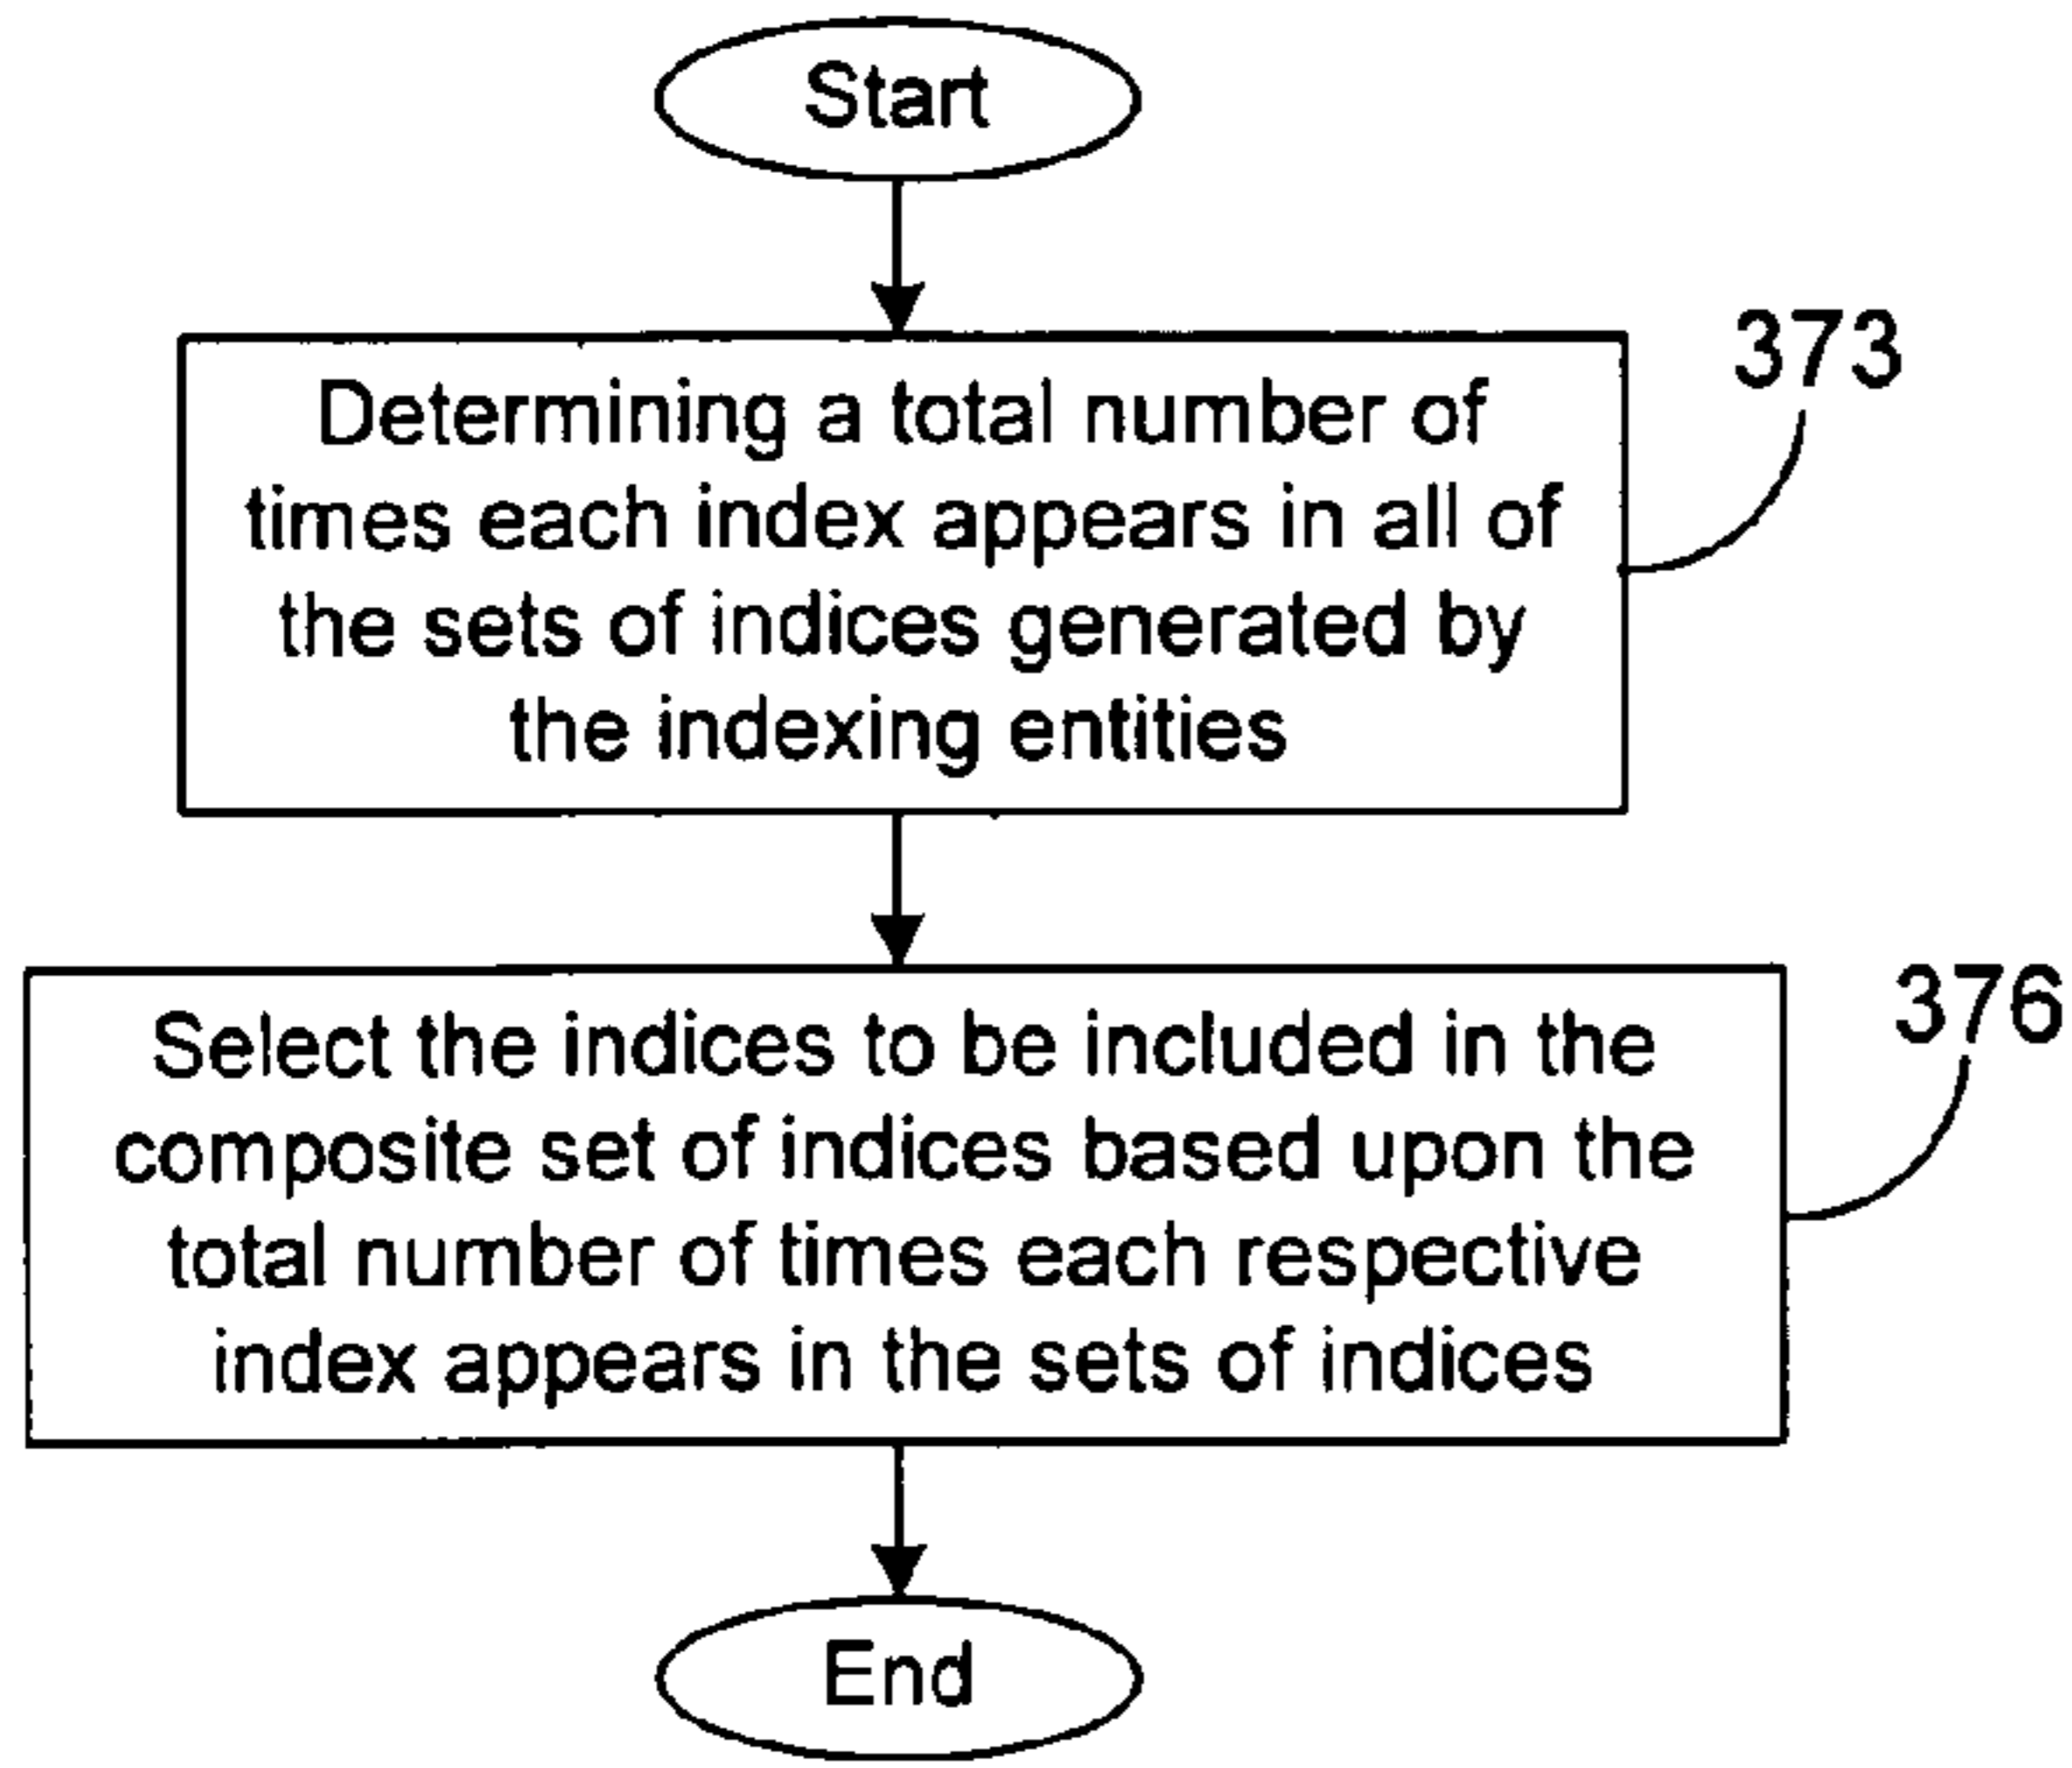 Start
373
Determining a total number of
times each index appears in all of
the sets of indices generated by
the indexing entities
376
Select the indices to be included in the
composite set of indices based upon the
total number of times each respective
index appears in the sets of indices
End